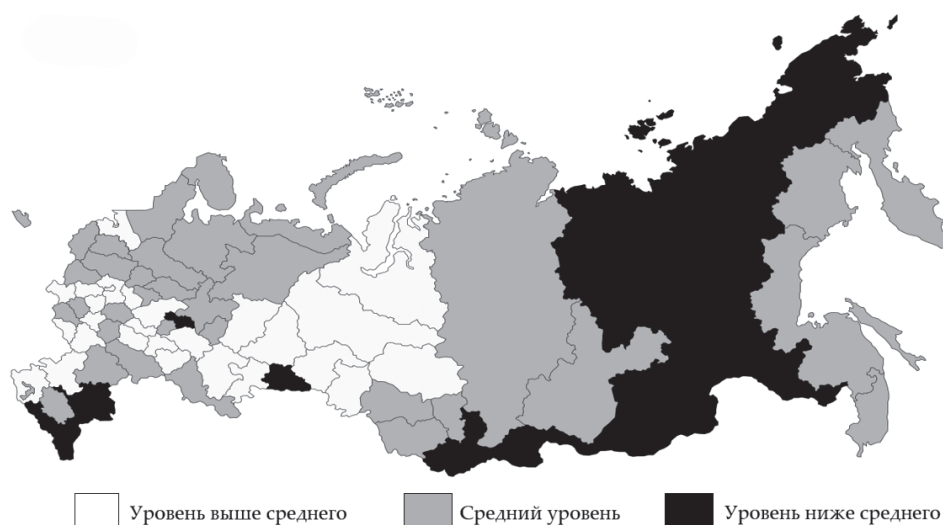 Уровень выше среднего
Средний уровень
Уровень ниже среднего